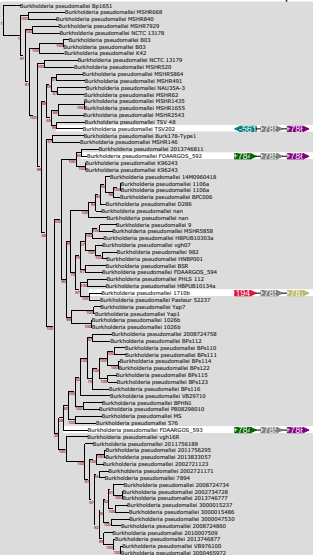 Burkholderia pseudomallei Bp1651
Burkholderia pseudomallei MSHR668
Burkholderia pseudomallei MSHR840
Burkholderia pseudomallei MSHR7929
Burkholderia pseudomallei NCTC 13178
Burkholderia pseudomallei B03
Burkholderia pseudomallei B03
Burkholderia pseudomallei K42
Burkholderia pseudomallei NCTC 13179
Burkholderia pseudomallei MSHR520
Burkholderia pseudomallei MSHR5864
Burkholderia pseudomallei MSHR491
Burkholderia pseudomallei NAU35A-3
Burkholderia pseudomallei MSHR62
Burkholderia pseudomallei MSHR1435
Burkholderia pseudomallei MSHR1655
Burkholderia pseudomallei MSHR2543
Burkholderia pseudomallei TSV 48
Burkholderia pseudomallei TSV202
Burkholderia pseudomallei Burk178-Type1
Burkholderia pseudomallei MSHR146
Burkholderia pseudomallei 2013746811
Burkholderia pseudomallei FDAARGOS_592
Burkholderia pseudomallei K96243
Burkholderia pseudomallei K96243
Burkholderia pseudomallei 14M0960418
Burkholderia pseudomallei 1106a
Burkholderia pseudomallei 1106a
Burkholderia pseudomallei BPC006
Burkholderia pseudomallei D286
Burkholderia pseudomallei nan
Burkholderia pseudomallei nan
Burkholderia pseudomallei 9
Burkholderia pseudomallei MSHR5858
Burkholderia pseudomallei HBPUB10303a
Burkholderia pseudomallei vgh07
Burkholderia pseudomallei 982
Burkholderia pseudomallei HNBP001
Burkholderia pseudomallei BSR
Burkholderia pseudomallei FDAARGOS_594
Burkholderia pseudomallei PHLS 112
Burkholderia pseudomallei HBPUB10134a
Burkholderia pseudomallei 1710b
Burkholderia pseudomallei Pasteur 52237
Burkholderia pseudomallei Yap7
Burkholderia pseudomallei Yap1
Burkholderia pseudomallei 1026b
Burkholderia pseudomallei 1026b
Burkholderia pseudomallei 2008724758
Burkholderia pseudomallei BPs112
Burkholderia pseudomallei BPs110
Burkholderia pseudomallei BPs111
Burkholderia pseudomallei BPs114
Burkholderia pseudomallei BPs122
Burkholderia pseudomallei BPs115
Burkholderia pseudomallei BPs123
Burkholderia pseudomallei BPs116
Burkholderia pseudomallei VB29710
Burkholderia pseudomallei BPHN1
Burkholderia pseudomallei PB08298010
Burkholderia pseudomallei MS
Burkholderia pseudomallei 576
Burkholderia pseudomallei FDAARGOS_593
Burkholderia pseudomallei vgh16R
Burkholderia pseudomallei 2011756189
Burkholderia pseudomallei 2011756295
Burkholderia pseudomallei 2013833057
Burkholderia pseudomallei 2002721123
Burkholderia pseudomallei 2002721171
Burkholderia pseudomallei 7894
Burkholderia pseudomallei 2008724734
Burkholderia pseudomallei 2002734728
Burkholderia pseudomallei 2013746777
Burkholderia pseudomallei 3000015237
Burkholderia pseudomallei 3000015486
Burkholderia pseudomallei 3000047530
Burkholderia pseudomallei 2008724860
Burkholderia pseudomallei 2010007509
Burkholderia pseudomallei 2013746877
Burkholderia pseudomallei VB976100
Burkholderia pseudomallei 3000465972